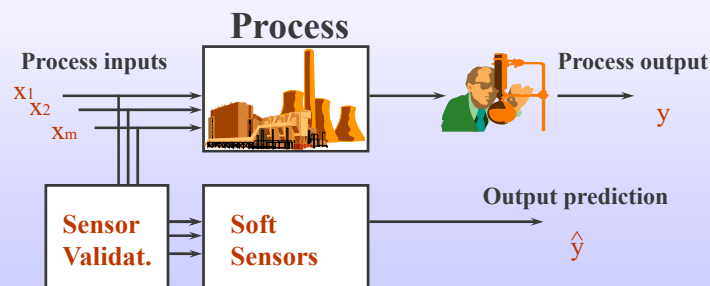 Process
Process inputs
Process output
x1
x2
xm
y
Output prediction
Sensor
Validat.
Soft
Sensors
ŷ